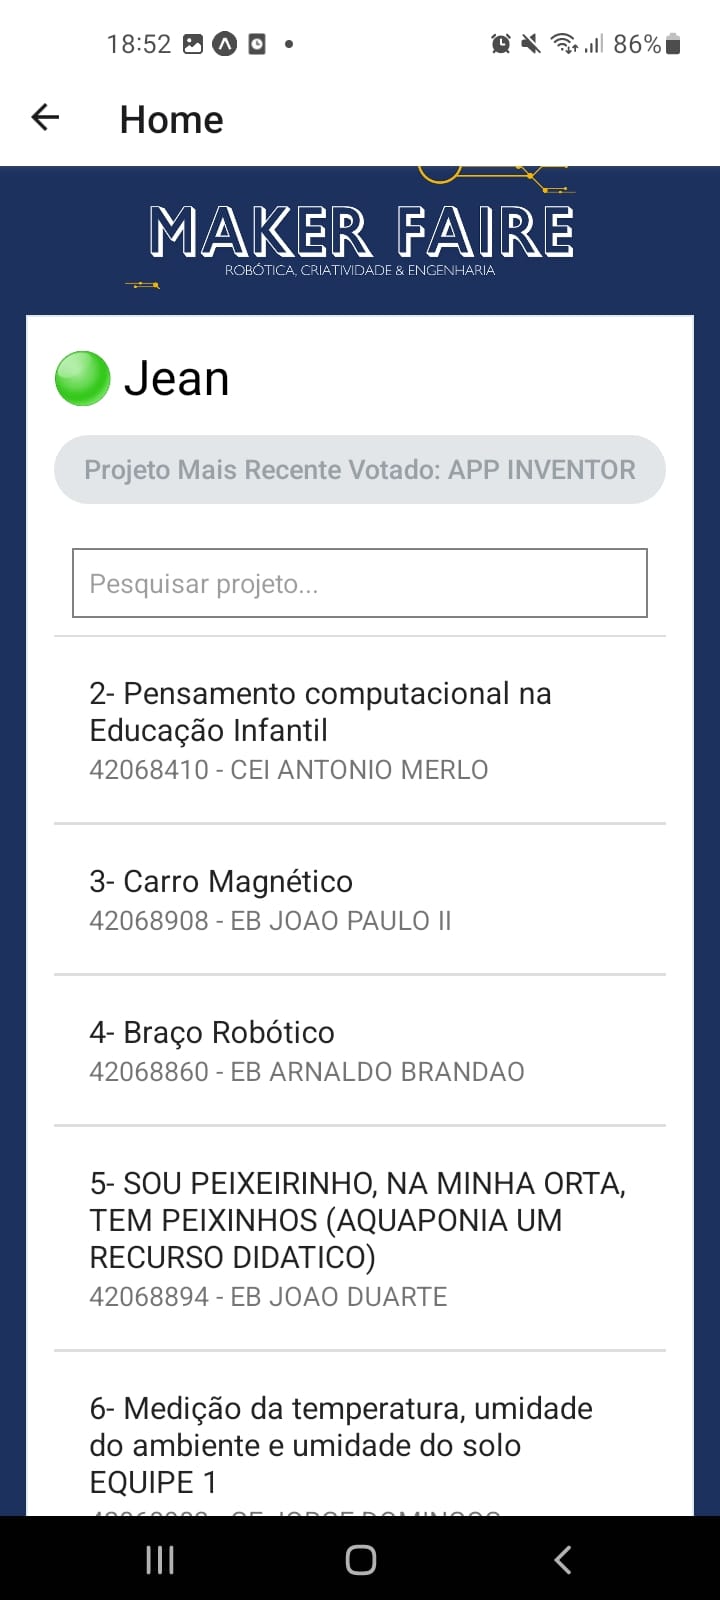 18:52
86%
Home
MAKER FAIRE
ROBÓTICA, CRIATIVIDADE & ENGENHARIA
Jean
Projeto Mais Recente Votado: APP INVENTOR
Pesquisar projeto...
2- Pensamento computacional na
Educação Infantil
42068410 - CEI ANTONIO MERLO
3- Carro Magnético
42068908 - EB JOAO PAULO II
4- Braço Robótico
42068860 - EB ARNALDO BRANDAO
5- SOU PEIXEIRINHO, NA MINHA ORTA,
TEM PEIXINHOS (AQUAPONIA UM
RECURSO DIDATICO)
42068894 - EB JOAO DUARTE
6- Medição da temperatura, umidade
do ambiente e umidade do solo
EQUIPE 1